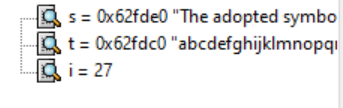 s = 0x62fde0 "The adopted symbo
t = 0x62fdc0 "abcdefghijklmnopq
i = 27